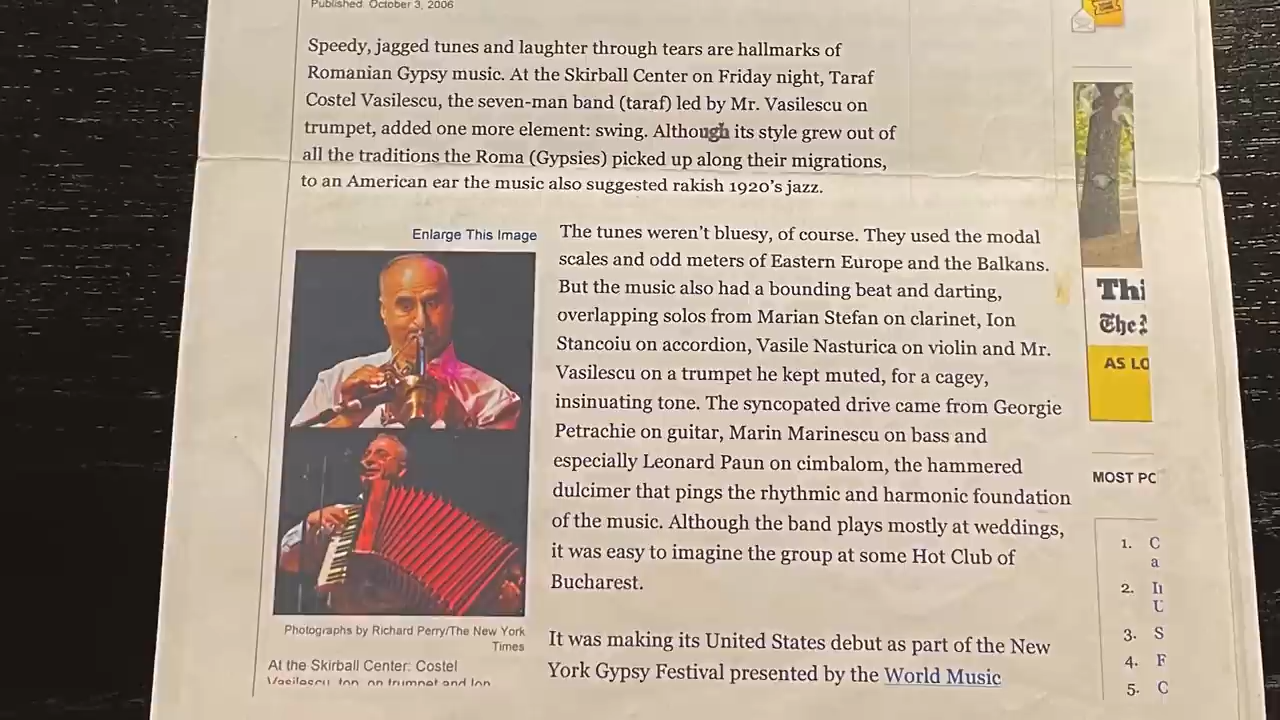 Published: October 3, 2006
Speedy, jagged tunes and laughter through tears are hallmarks of
Romanian Gypsy music. At the Skirball Center on Friday night, Taraf
Costel Vasilescu, the seven-man band (taraf) led by Mr. Vasilescu on
trumpet, added one more element: swing. Although its style grew out of
all the traditions the Roma (Gypsies) picked up along their migrations,
to an American ear the music also suggested rakish 1920's jazz.
Enlarge This Image
The tunes weren't bluesy, of course. They used the modal
scales and odd meters of Eastern Europe and the Balkans.
But the music also had a bounding beat and darting,
overlapping solos from Marian Stefan on clarinet, Ion
Stancoiu on accordion, Vasile Nasturica on violin and Mr.
Vasilescu on a trumpet he kept muted, for a cagey,
insinuating tone. The syncopated drive came from Georgie
Petrachie on guitar, Marin Marinescu on bass and
especially Leonard Paun on cimbalom, the hammered
dulcimer that pings the rhythmic and harmonic foundation
of the music. Although the band plays mostly at weddings,
it was easy to imagine the group at some Hot Club of
Bucharest.
It was making its United States debut as part of the New
York Gypsy Festival presented by the World Music
Photographs by Richard Perry/The New York
Times
At the Skirball Center: Costel
Vasilescu, top, on trumpet and Ion
Thi
The
AS LO
MOST PO
1. C
a
2. I
U
3. S
4. F
5. C